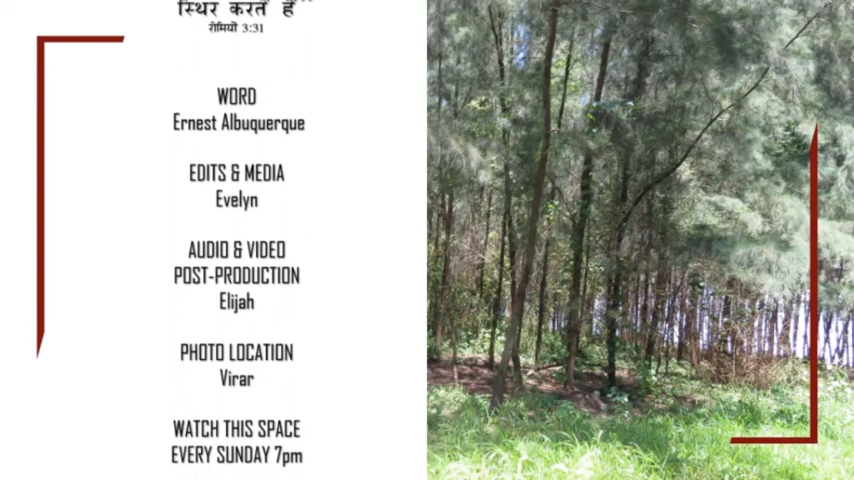 स्थिर करतें हैं"
रोमियों 3:31
WORD
Ernest Albuquerque
EDITS & MEDIA
Evelyn
AUDIO & VIDEO
POST-PRODUCTION
Elijah
PHOTO LOCATION
Virar
WATCH THIS SPACE
EVERY SUNDAY 7pm